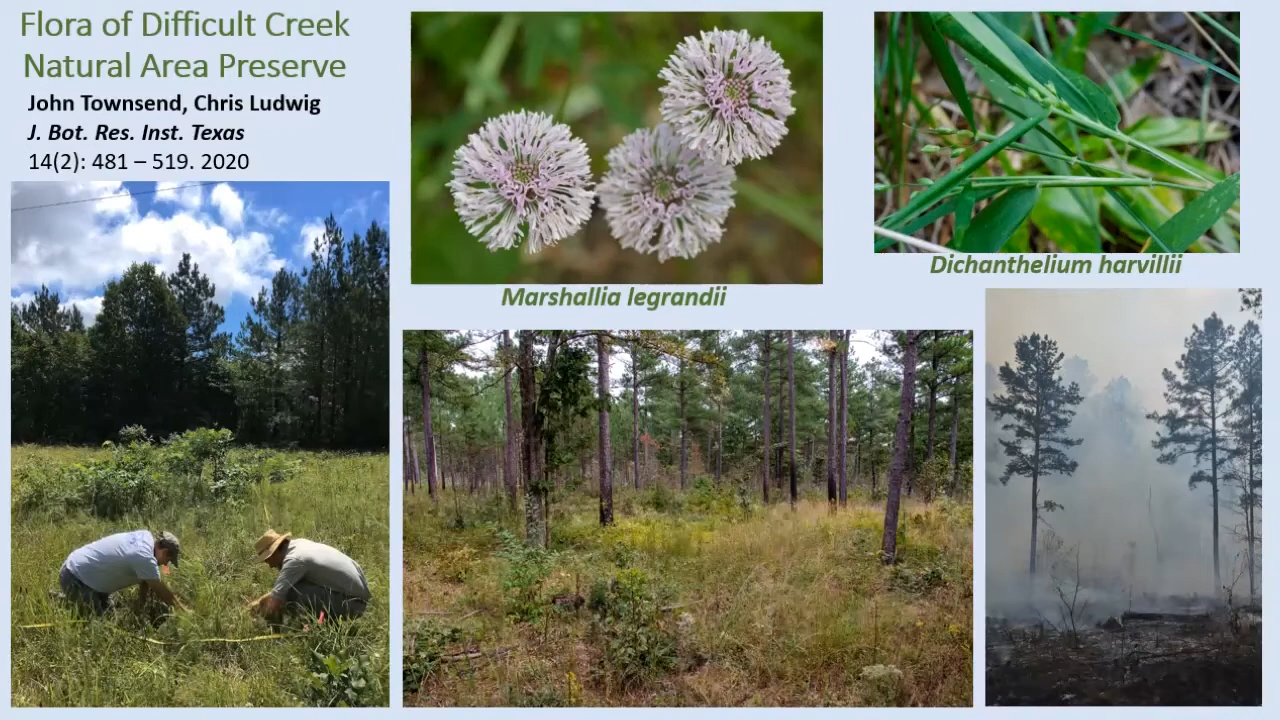 Flora of Difficult Creek
Natural Area Preserve
John Townsend, Chris Ludwig
J. Bot. Res. Inst. Texas
14(2): 481 – 519. 2020
Marshallia legrandii
Dichanthelium harvillii